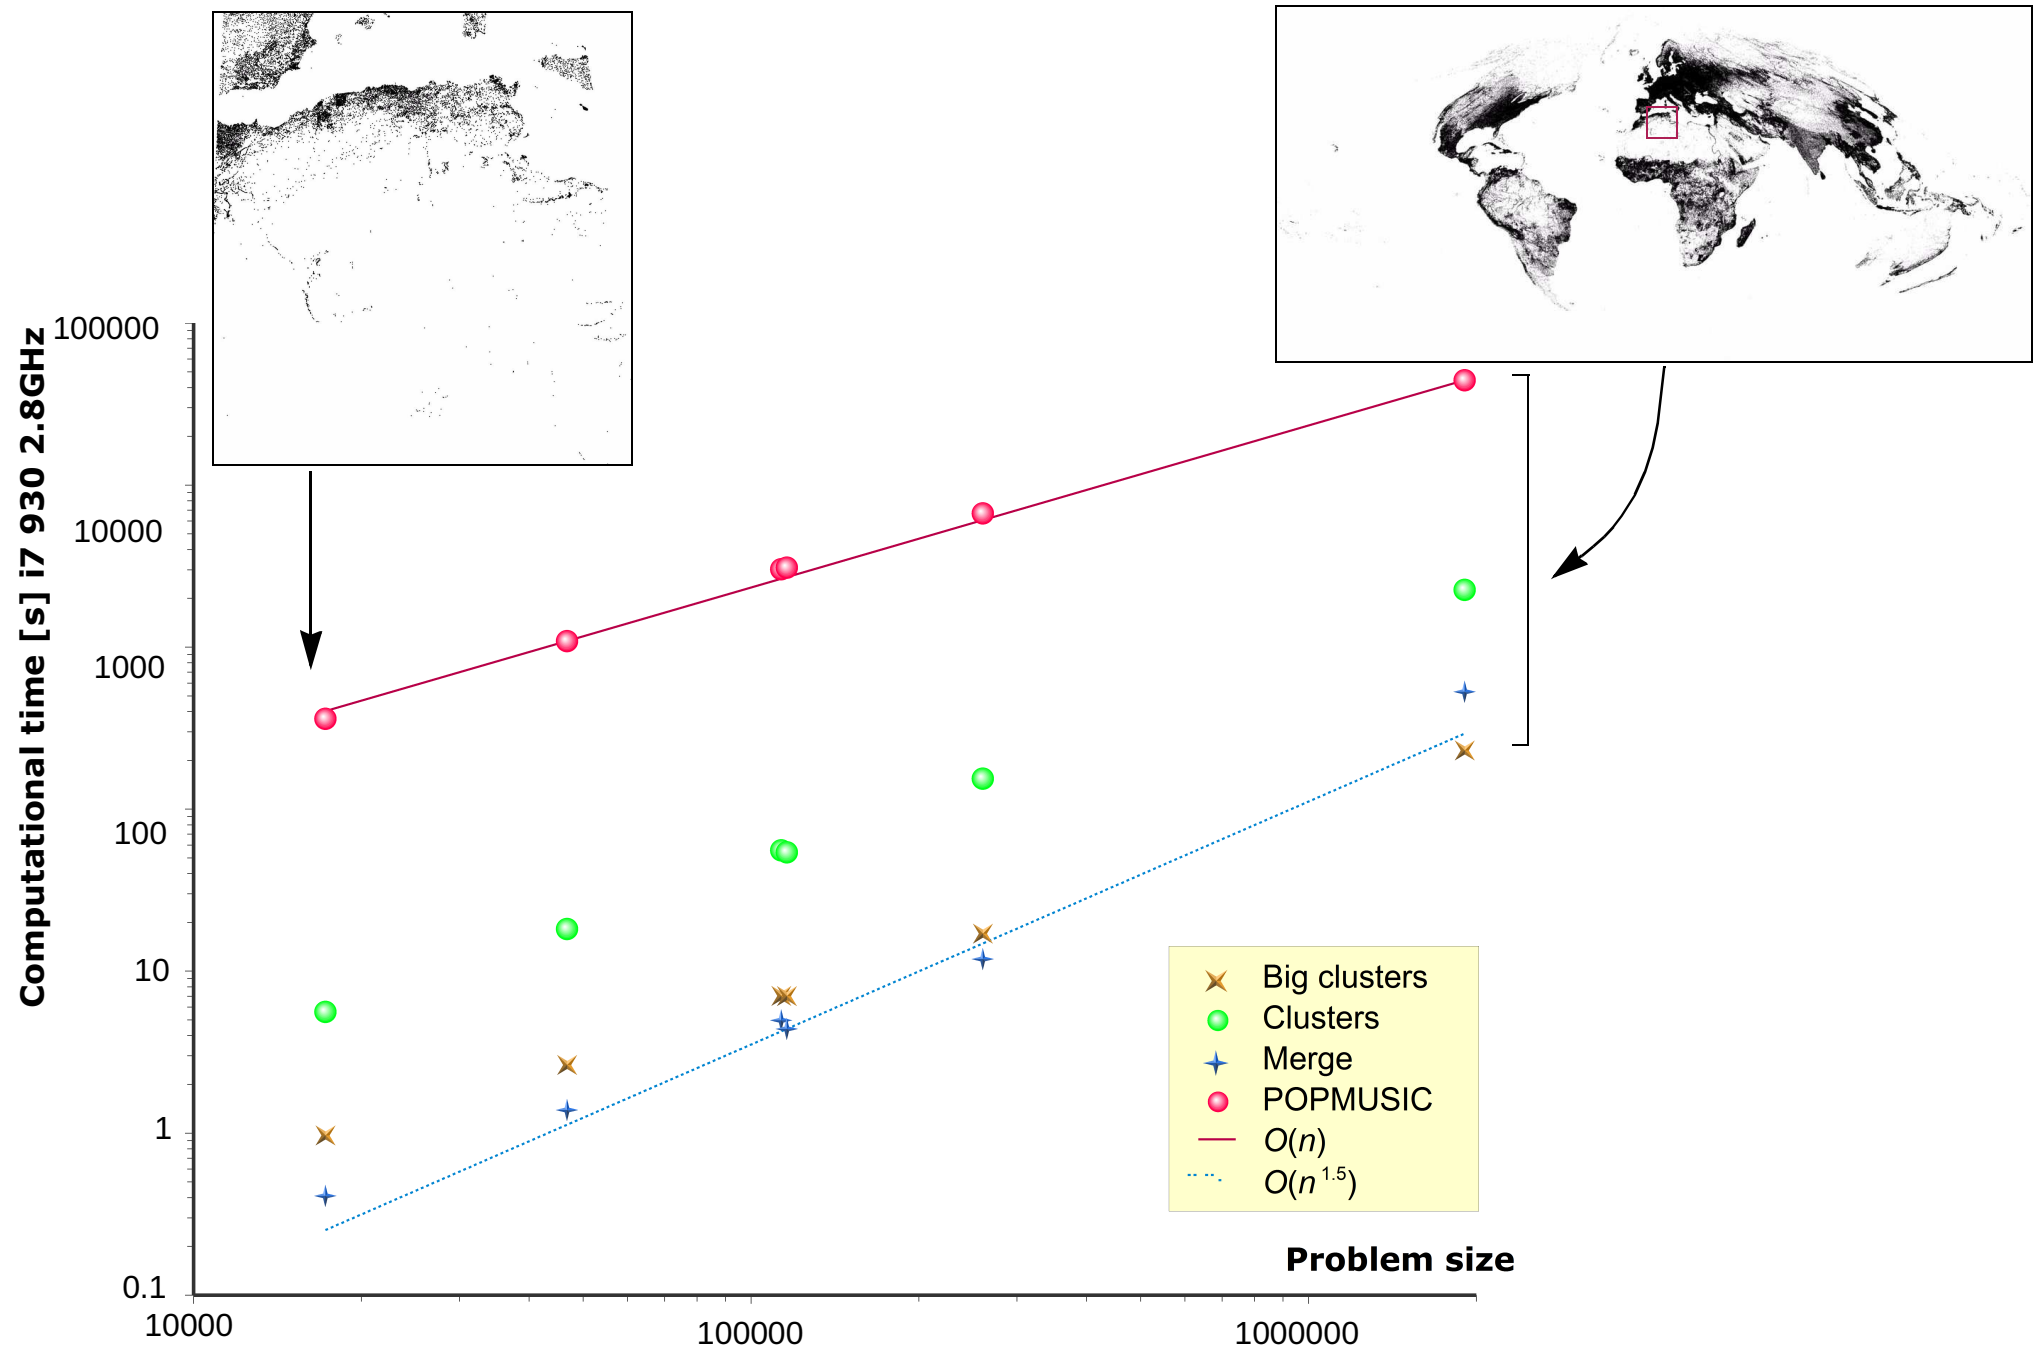 Computational time [s] i7 930 2.8GHz
100000
10000
1000
100
10
1
0.1
10000
100000
1000000
Problem size
Big clusters
Clusters
Merge
POPMUSIC
O(n)
O(n^1.5)